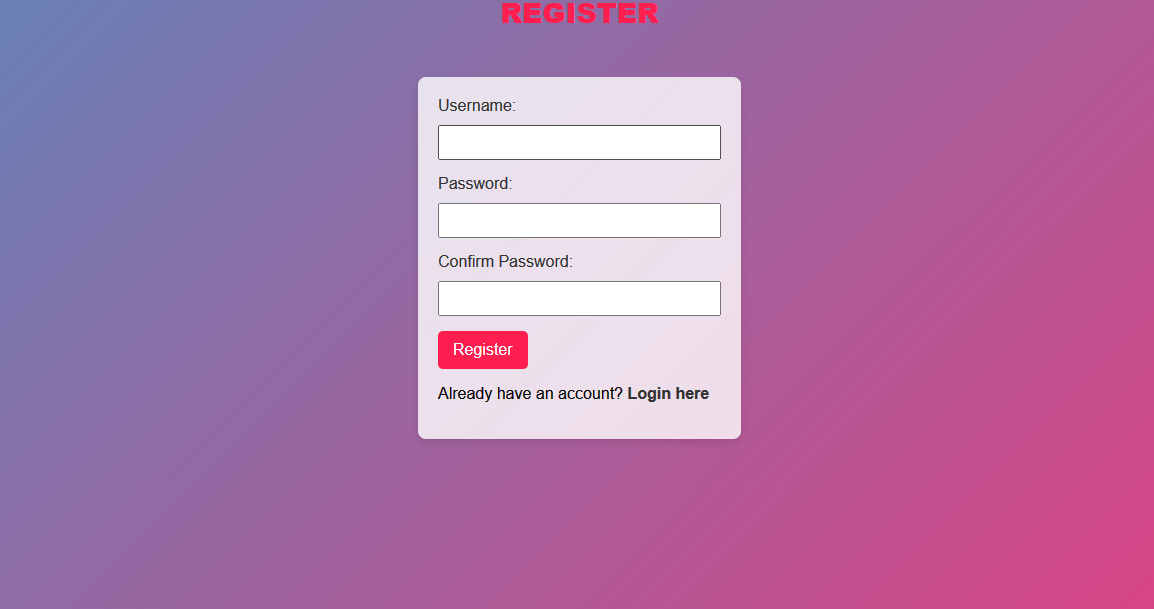 REGISTER
Username:
Password:
Confirm Password:
Register
Already have an account? Login here